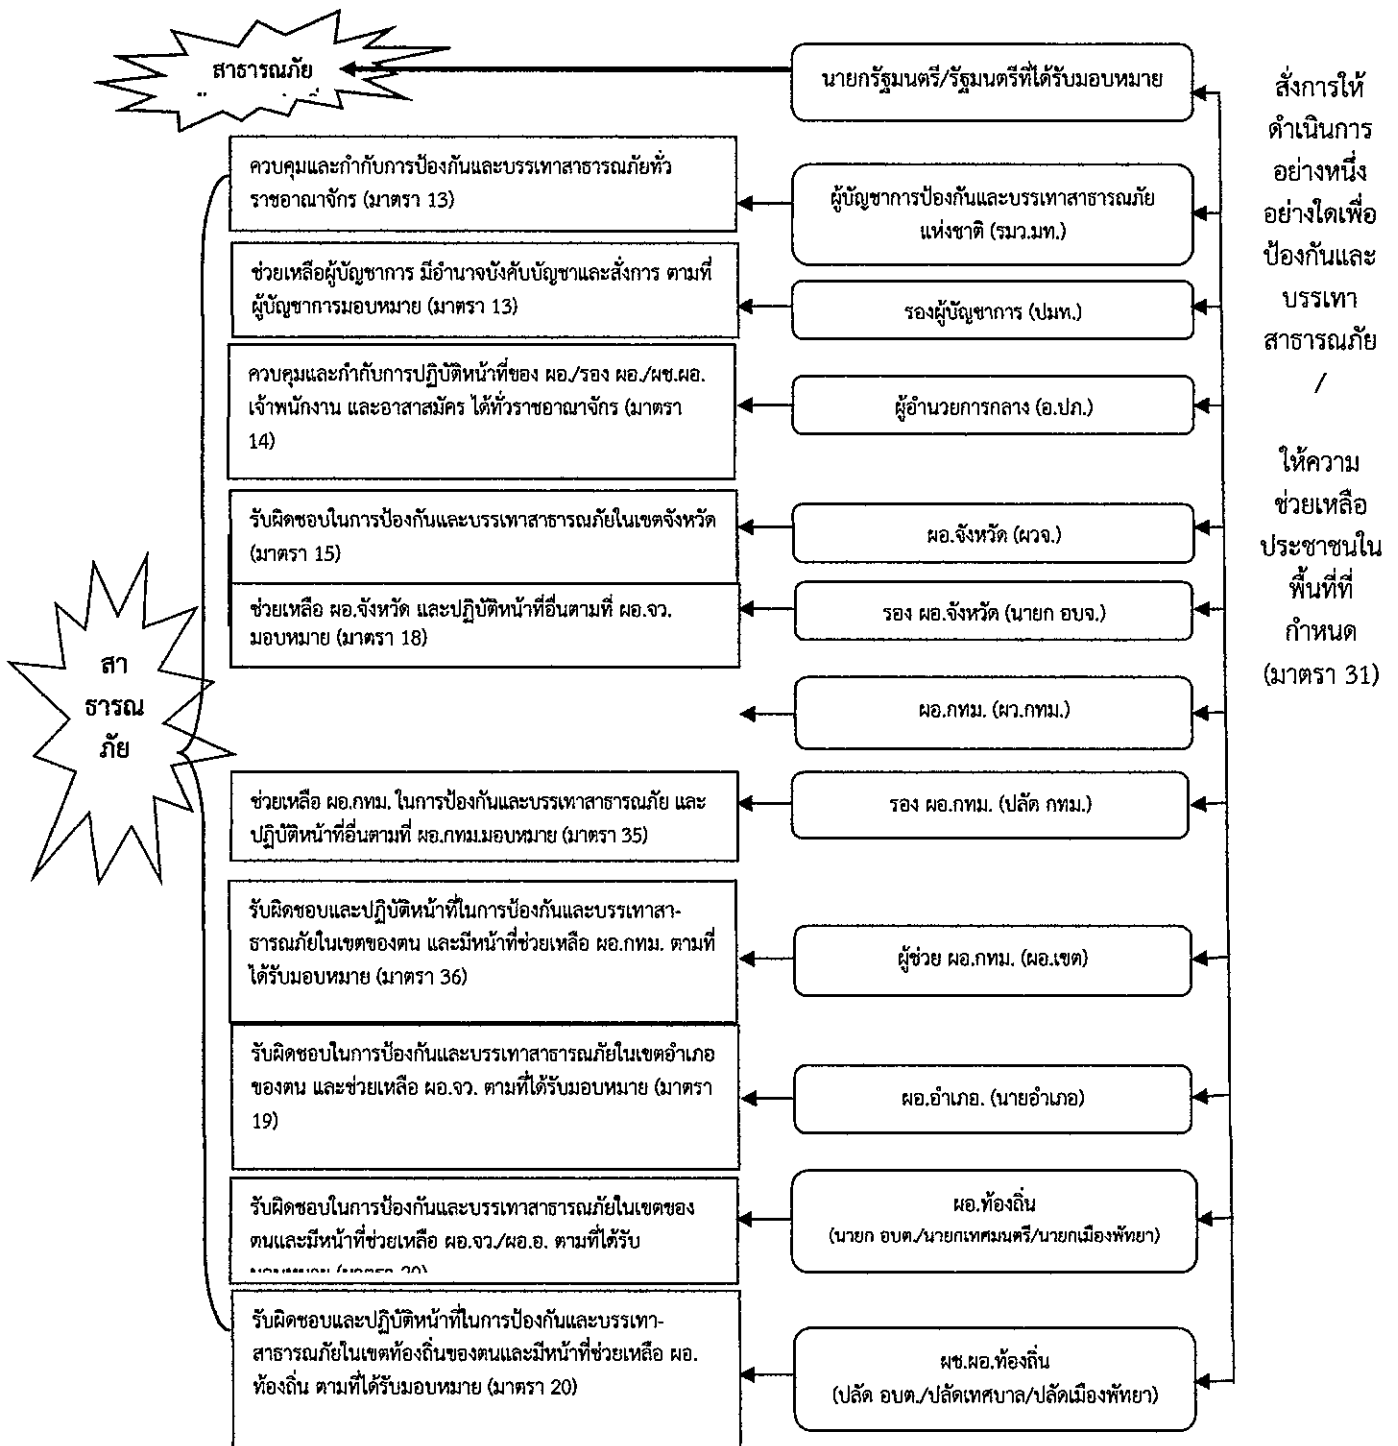 สาธารณภัย
นายกรัฐมนตรี/รัฐมนตรีที่ได้รับมอบหมาย
สั่งการให้
ดำเนินการ
อย่างหนึ่ง
อย่างใดเพื่อ
ป้องกันและ
บรรเทา
สาธารณภัย
/
ให้ความ
ช่วยเหลือ
ประชาชนใน
พื้นที่ที่
กำหนด
(มาตรา 31)
ควบคุมและกำกับการป้องกันและบรรเทาสาธารณภัยทั่ว
ราชอาณาจักร (มาตรา 13)
ผู้บัญชาการป้องกันและบรรเทาสาธารณภัย
แห่งชาติ (รมว.มท.)
ช่วยเหลือผู้บัญชาการ มีอำนาจบังคับบัญชาและสั่งการ ตามที่
ผู้บัญชาการมอบหมาย (มาตรา 13)
รองผู้บัญชาการ (ปมท.)
ควบคุมและกำกับการปฏิบัติหน้าที่ของ ผอ./รอง ผอ./ผช.ผอ.
เจ้าพนักงาน และอาสาสมัคร ได้ทั่วราชอาณาจักร (มาตรา
14)
ผู้อำนวยการกลาง (อ.ปภ.)
รับผิดชอบในการป้องกันและบรรเทาสาธารณภัยในเขตจังหวัด
(มาตรา 15)
ผอ.จังหวัด (ผวจ.)
ช่วยเหลือ ผอ.จังหวัด และปฏิบัติหน้าที่อื่นตามที่ ผอ.จว.
มอบหมาย (มาตรา 18)
รอง ผอ.จังหวัด (นายก อบจ.)
สา
ธารณ
ภัย
ผอ.กทม. (ผว.กทม.)
ช่วยเหลือ ผอ.กทม. ในการป้องกันและบรรเทาสาธารณภัย และ
ปฏิบัติหน้าที่อื่นตามที่ ผอ.กทม.มอบหมาย (มาตรา 35)
รอง ผอ.กทม. (ปลัด กทม.)
รับผิดชอบและปฏิบัติหน้าที่ในการป้องกันและบรรเทาสา-
ธารณภัยในเขตของตน และมีหน้าที่ช่วยเหลือ ผอ.กทม. ตามที่
ได้รับมอบหมาย (มาตรา 36)
ผู้ช่วย ผอ.กทม. (ผอ.เขต)
รับผิดชอบในการป้องกันและบรรเทาสาธารณภัยในเขตอำเภอ
ของตน และช่วยเหลือ ผอ.จว. ตามที่ได้รับมอบหมาย (มาตรา
19)
ผอ.อำเภอ. (นายอำเภอ)
รับผิดชอบในการป้องกันและบรรเทาสาธารณภัยในเขตของ
ตนและมีหน้าที่ช่วยเหลือ ผอ.จว./ผอ.อ. ตามที่ได้รับ
มอบหมาย (มาตรา 20)
ผอ.ท้องถิ่น
(นายก อบต./นายกเทศมนตรี/นายกเมืองพัทยา)
รับผิดชอบและปฏิบัติหน้าที่ในการป้องกันและบรรเทา-
สาธารณภัยในเขตท้องถิ่นของตนและมีหน้าที่ช่วยเหลือ ผอ.
ท้องถิ่น ตามที่ได้รับมอบหมาย (มาตรา 20)
ผช.ผอ.ท้องถิ่น
(ปลัด อบต./ปลัดเทศบาล/ปลัดเมืองพัทยา)